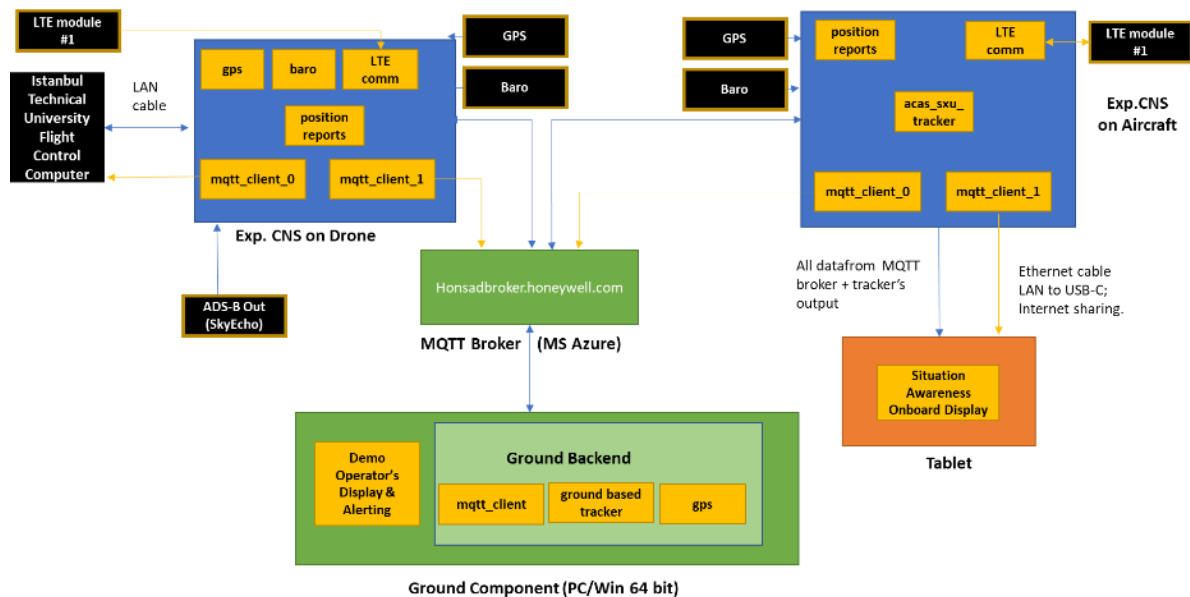 LTE module
#1
GPS
Baro
Istanbul
Technical
University
Flight
Control
Computer
LAN
cable
gps
baro
LTE
comm
position
reports
mqtt_client_0
mqtt_client_1
Exp. CNS on Drone
ADS-B Out
(SkyEcho)
GPS
Baro
position
reports
LTE
comm
LTE module
#1
acas_sxu_
tracker
Exp.CNS
on Aircraft
mqtt_client_0
mqtt_client_1
Honsadbroker.honeywell.com
MQTT Broker (MS Azure)
All datafrom MQTT
broker + tracker's
output
Ethernet cable
LAN to USB-C;
Internet sharing.
Situation
Awareness
Onboard Display
Tablet
Demo
Operator's
Display &
Alerting
Ground Backend
mqtt_client
ground based
tracker
gps
Ground Component (PC/Win 64 bit)